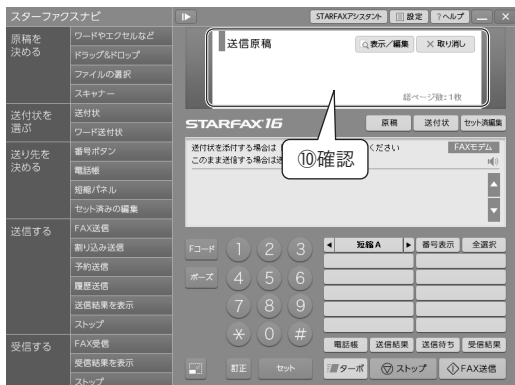 スターファクスナビ
STARFAXアシスタント 設定 ?ヘルプ
原稿を決める
ワードやエクセルなど
ドラッグ&ドロップ
ファイルの選択
スキャナー
送付状を選ぶ
送付状
ワード送付状
送り先を決める
番号ボタン
電話帳
短縮パネル
セット済みの編集
送信する
FAX送信
割り込み送信
予約送信
履歴送信
送信結果を表示
ストップ
受信する
FAX受信
受信結果を表示
ストップ
送信原稿 表示/編集 ×取り消し
総ページ数:1枚
STARFAX'16 原稿 送付状 セット済編集
送付状を添付する場合は ください FAXモデム
このまま送信する場合は送
⑩確認
Fコード 1 2 3
ポーズ 4 5 6
7 8 9
* 0 #
訂正 セット
短縮A 番号表示 全選択
電話帳 送信結果 送信待ち 受信結果
ターボ ストップ FAX送信